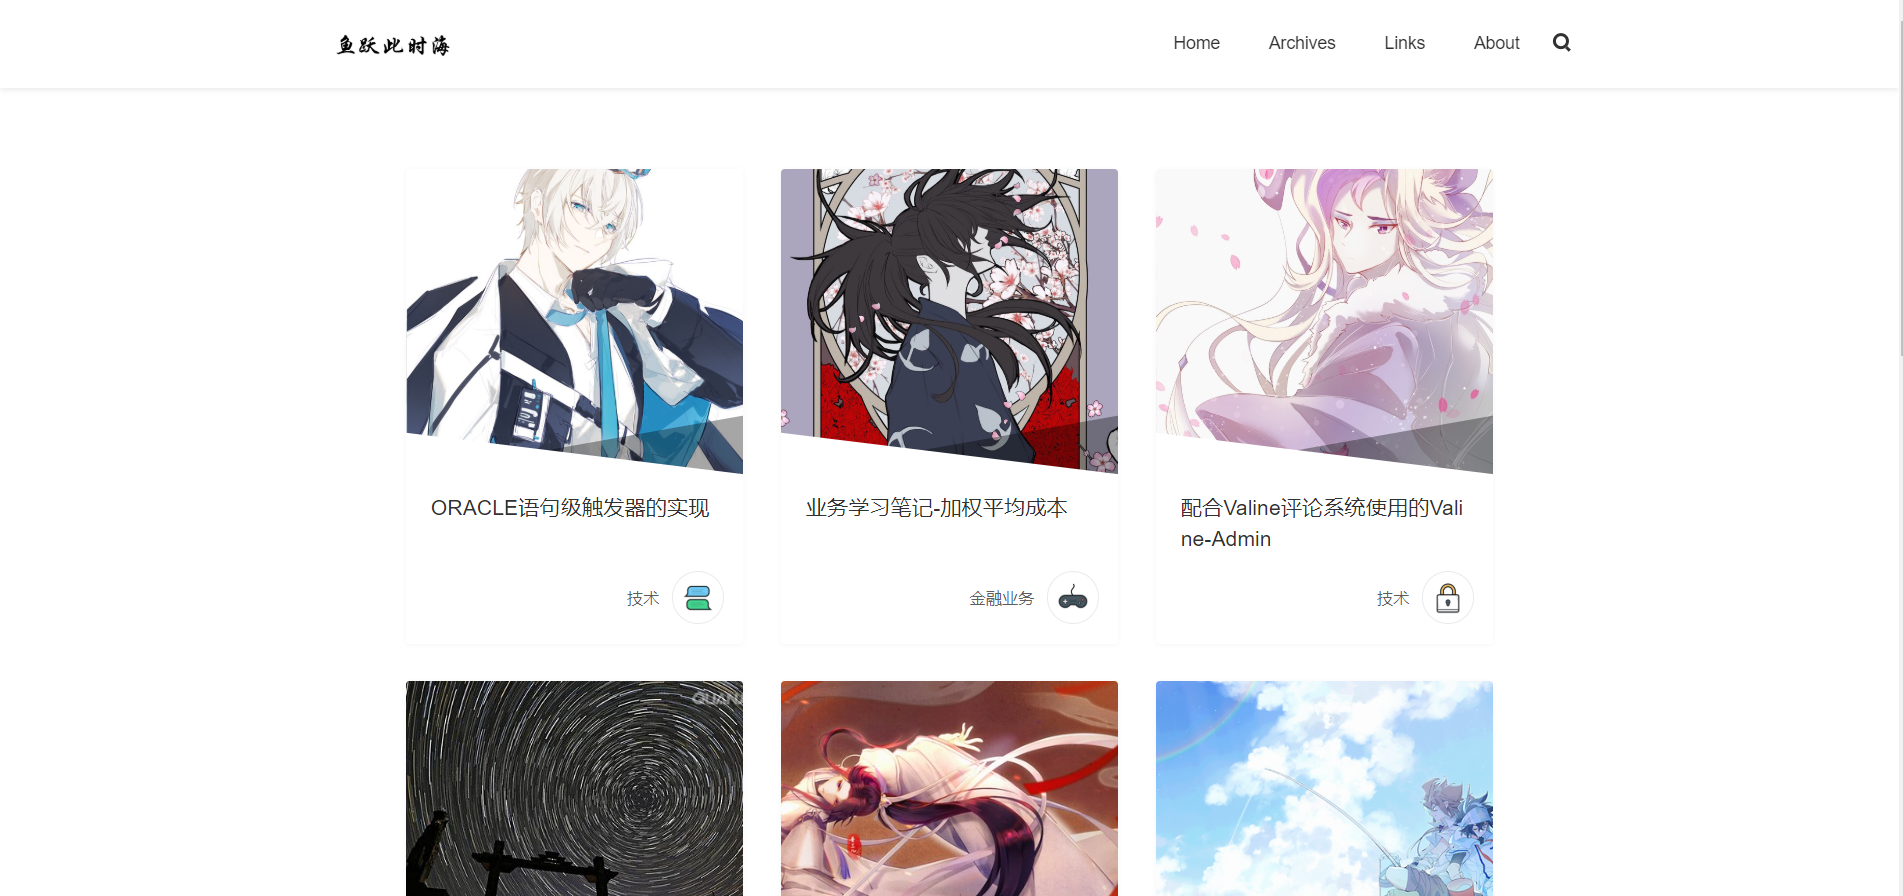 鱼跃此时海
Home
Archives
Links
About
ORACLE语句级触发器的实现
技术
业务学习笔记-加权平均成本
金融业务
配合Valine评论系统使用的Vali
ne-Admin
技术